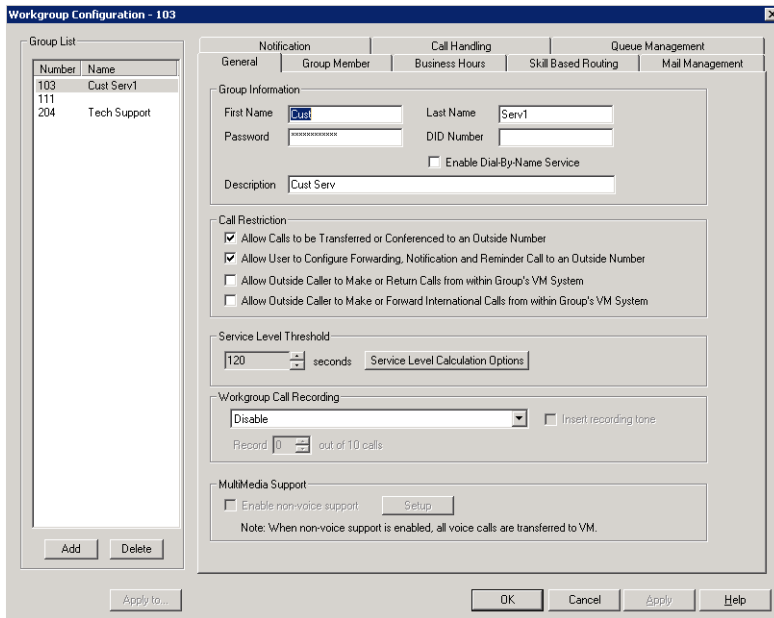 Workgroup Configuration - 103
Group List
Number Name
103 Cust Serv1
111
204 Tech Support
Add Delete
Apply to...
Notification Call Handling Queue Management
General Group Member Business Hours Skill Based Routing Mail Management
Group Information
First Name Cust Last Name Serv1
Password ************ DID Number
Enable Dial-By-Name Service
Description Cust Serv
Call Restriction
Allow Calls to be Transferred or Conferenced to an Outside Number
Allow User to Configure Forwarding, Notification and Reminder Call to an Outside Number
Allow Outside Caller to Make or Return Calls from within Group's VM System
Allow Outside Caller to Make or Forward International Calls from within Group's VM System
Service Level Threshold
120 seconds Service Level Calculation Options
Workgroup Call Recording
Disable Insert recording tone
Record 0 out of 10 calls
MultiMedia Support
Enable non-voice support Setup
Note: When non-voice support is enabled, all voice calls are transferred to VM.
OK Cancel Apply Help